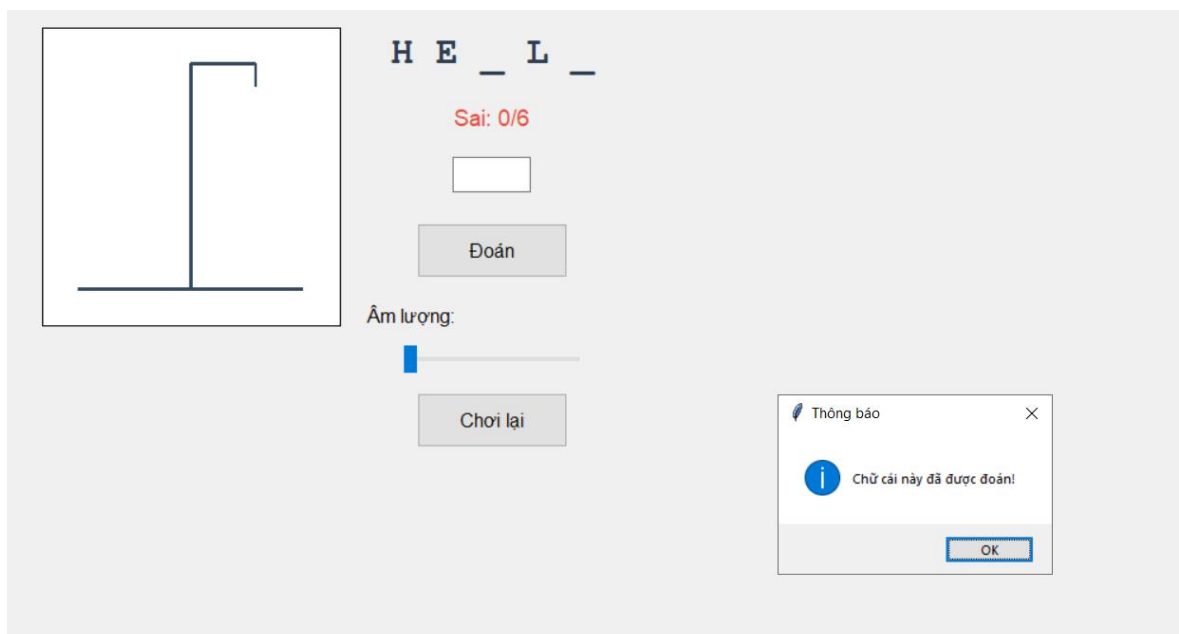 H E _ L _
Sai: 0/6
Đoán
Âm lượng:
Chơi lại
Thông báo
Chữ cái này đã được đoán!
OK